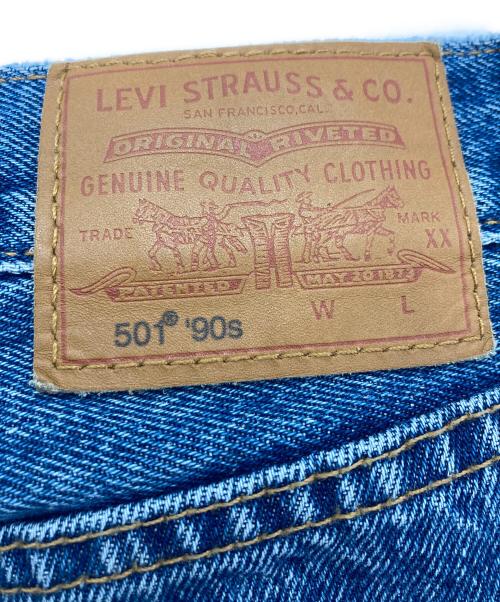 LEVI STRAUSS & CO.
SAN FRANCISCO, CAL.
ORIGINAL RIVETED
GENUINE QUALITY CLOTHING
TRADE MARK
XX
PATENTED MAY 20 1873
W L
501® '90s